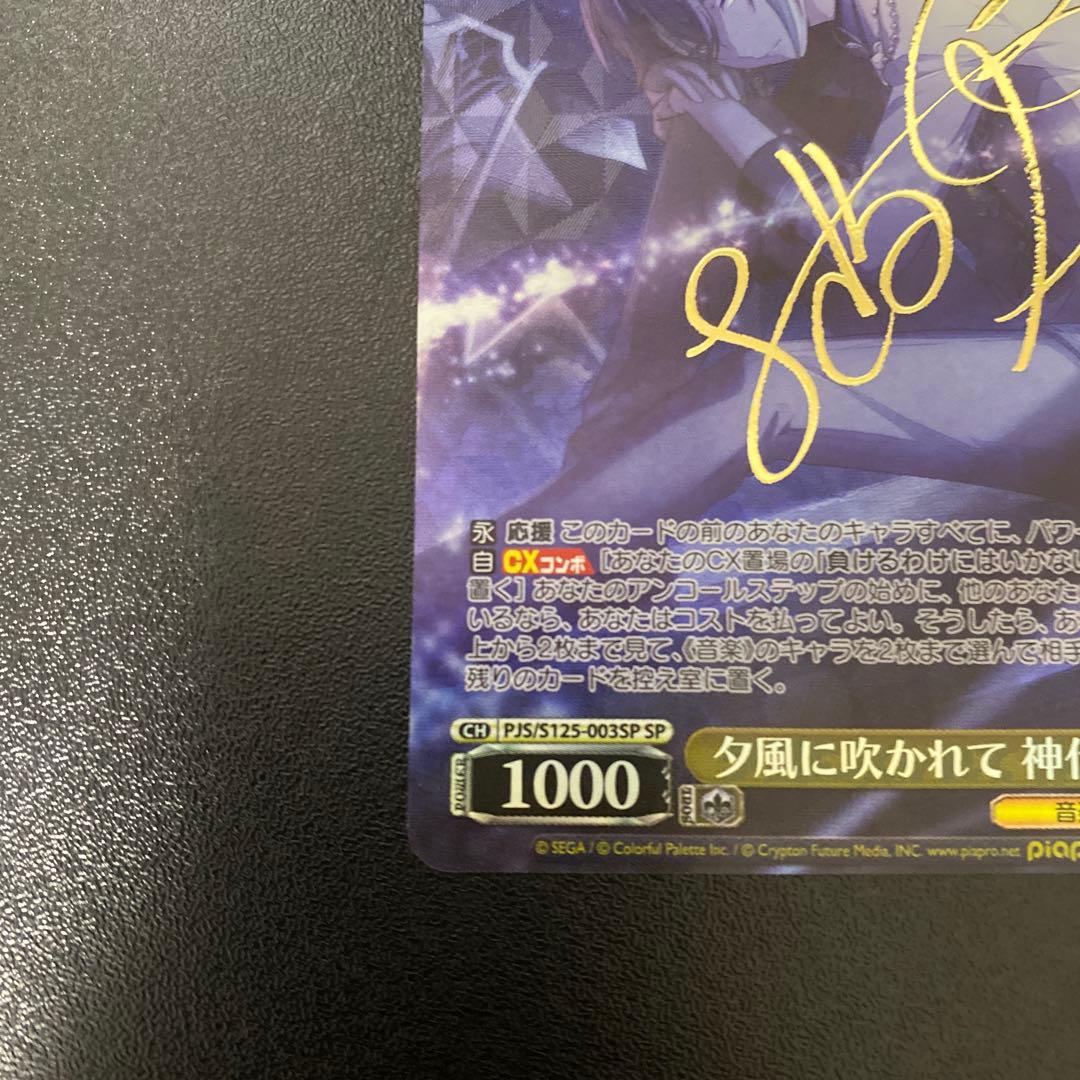 永 応援 このカードの前のあなたのキャラすべてに、パワー
自 CXコンボ ［あなたのCX置場の「負けるわけにはいかない
置く］ あなたのアンコールステップの始めに、他のあなた
いるなら、あなたはコストを払ってよい。そうしたら、あ
上から2枚まで見て、《音楽》のキャラを2枚まで選んで相手
残りのカードを控え室に置く。
CH PJS/S125-003SP SP
POWER 1000 SOUL 夕風に吹かれて 神代
音
© SEGA / © Colorful Palette Inc. / © Crypton Future Media, INC. www.piapro.net piap